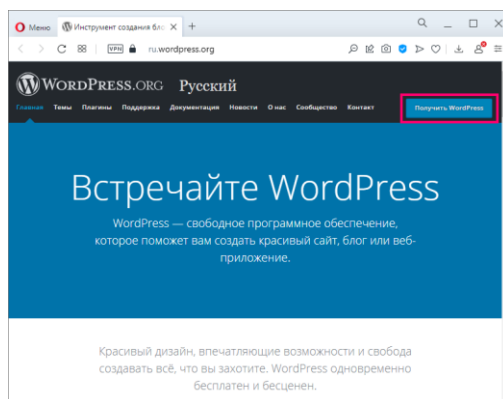 Меню
Инструмент создания бло
VPN
ru.wordpress.org
WORDPRESS.ORG Русский
Главная Темы Плагины Поддержка Документация Новости О нас Сообщество Контакт
Получить WordPress
Встречайте WordPress
WordPress — свободное программное обеспечение,
которое поможет вам создать красивый сайт, блог или веб-
приложение.
Красивый дизайн, впечатляющие возможности и свобода
создавать всё, что вы захотите. WordPress одновременно
бесплатен и бесценен.